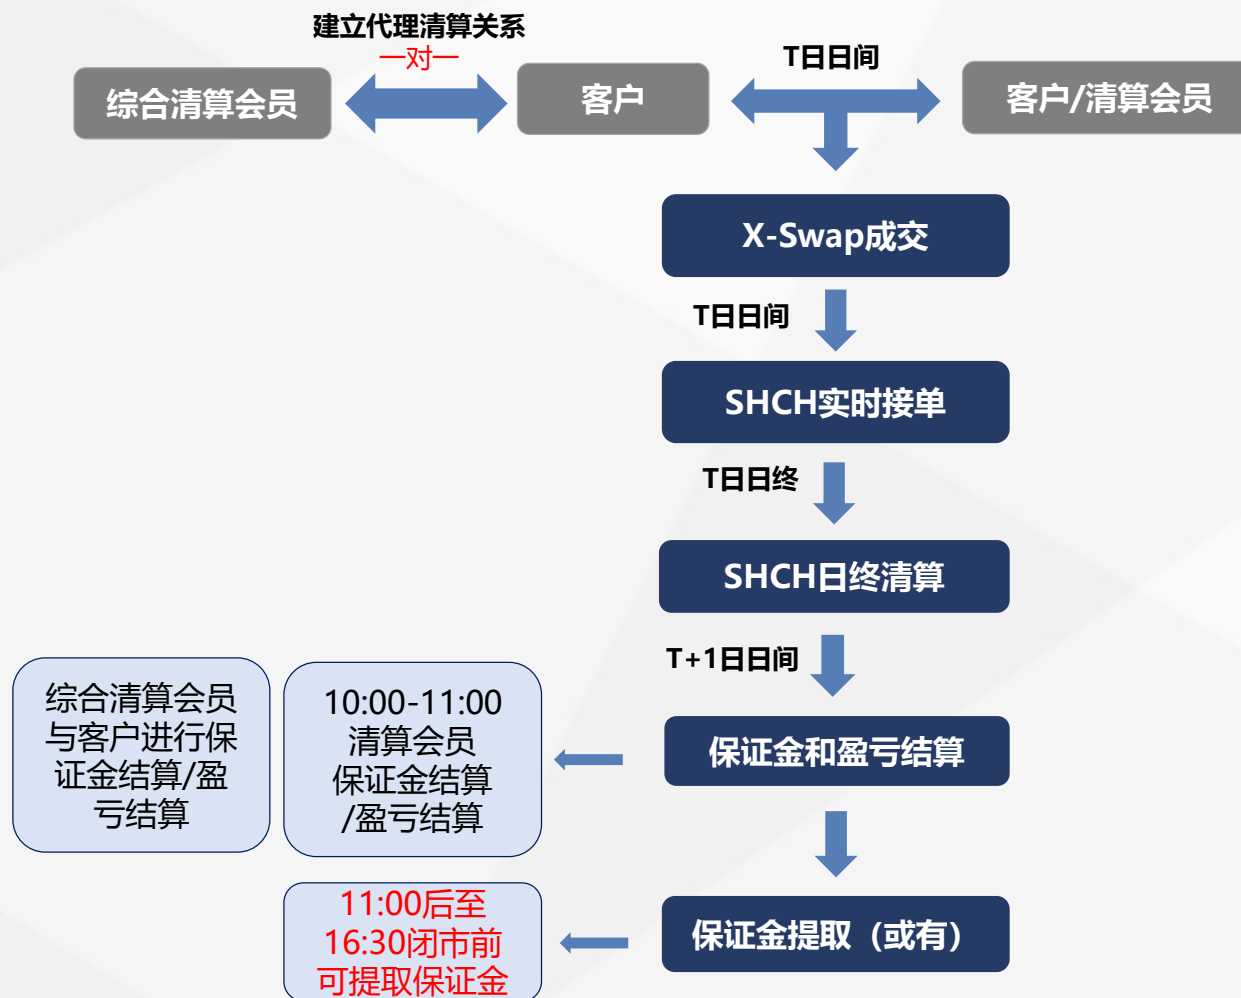 建立代理清算关系
一对一
T日日间
综合清算会员
客户
客户/清算会员
X-Swap成交
T日日间
SHCH实时接单
T日日终
SHCH日终清算
T+1日日间
综合清算会员
与客户进行保
证金结算/盈
亏结算
10:00-11:00
清算会员
保证金结算
/盈亏结算
保证金和盈亏结算
11:00后至
16:30闭市前
可提取保证金
保证金提取（或有）